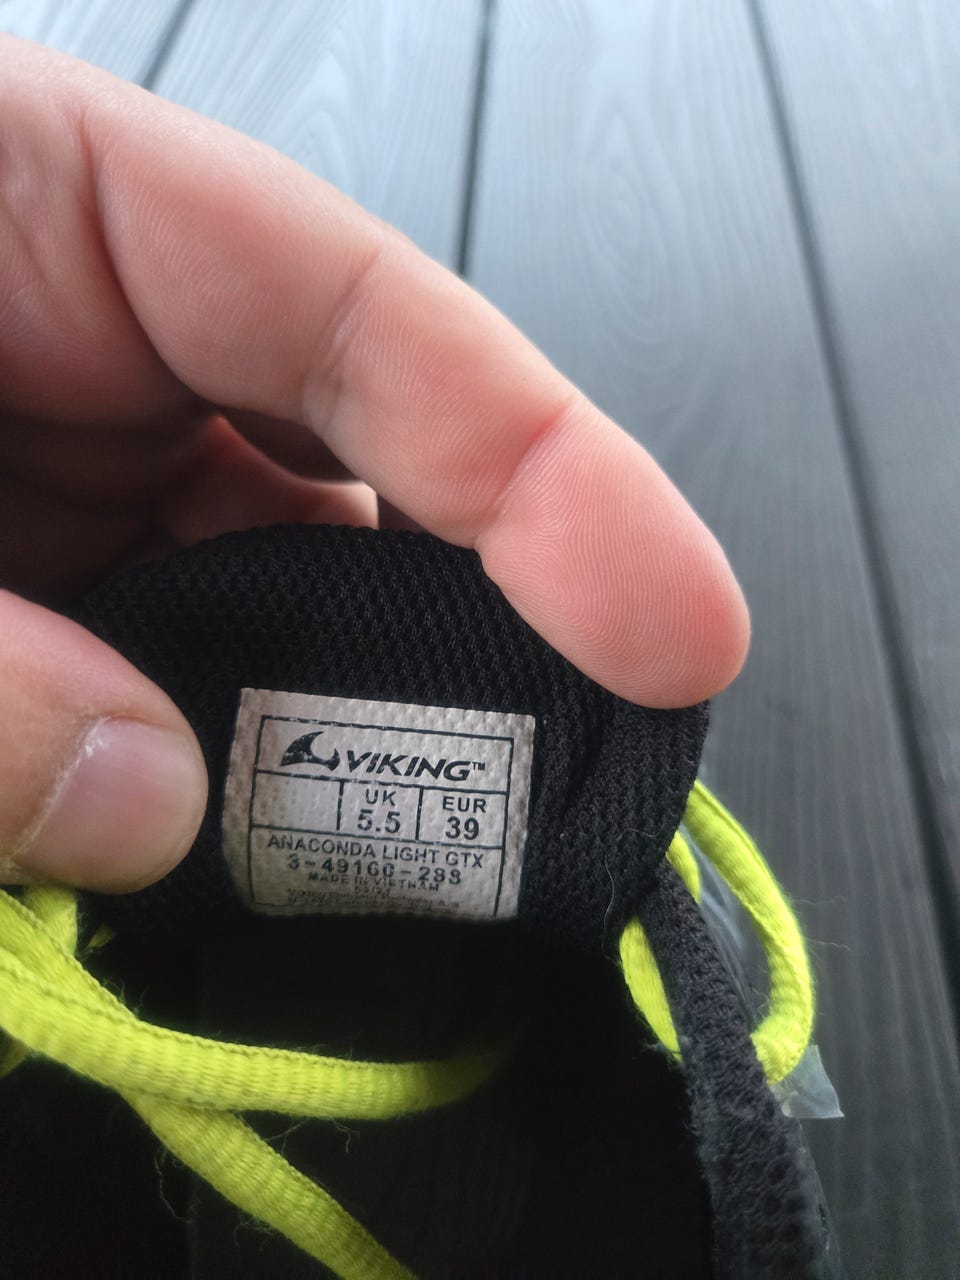 VIKING™
UK EUR
5.5 39
ANACONDA LIGHT GTX
3-49160-288
MADE IN VIETNAM